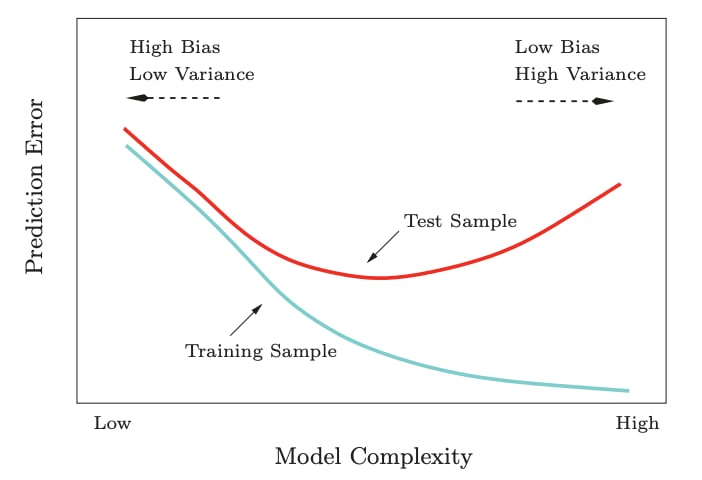 High Bias
Low Variance
Low Bias
High Variance
Prediction Error
Test Sample
Training Sample
Low
High
Model Complexity